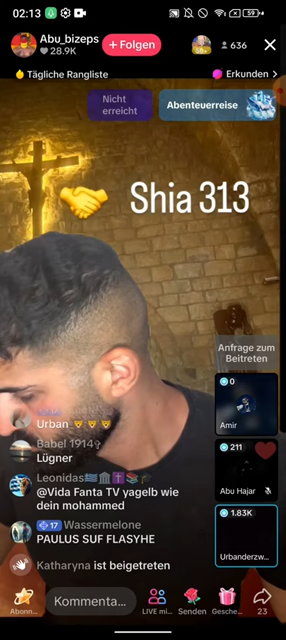 02:13
59
Abu_bizeps
28.9K
+ Folgen
636
Tägliche Rangliste
Erkunden >
Nicht erreicht
Abenteuerreise
Shia 313
Anfrage zum
Beitreten
0
Amir
211
Abu Hajar
1.83K
Urbanderzw...
Urban
Babel 1914
Lügner
Leonidas
@Vida Fanta TV yagelb wie
dein mohammed
17 Wassermelone
PAULUS SUF FLASYHE
Katharyna ist beigetreten
Abonn...
Kommenta...
LIVE mi...
Senden
Gesche...
23